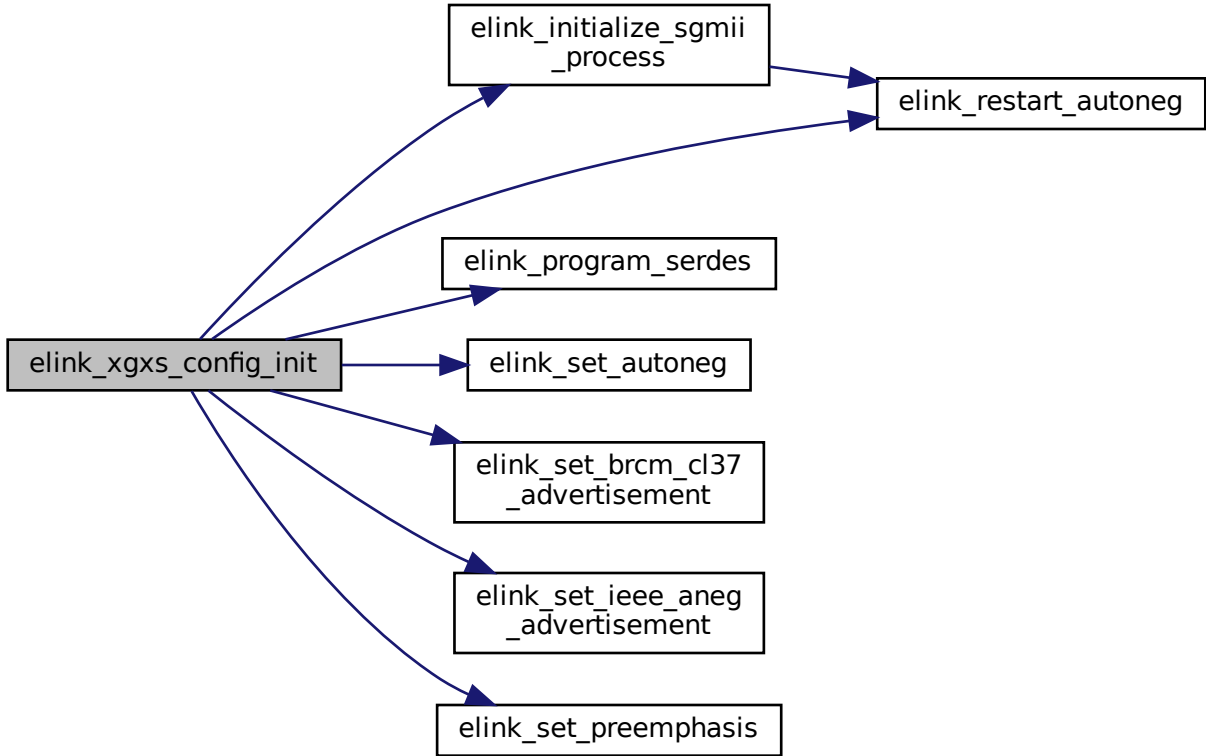 elink_initialize_sgmii
_process
elink_restart_autoneg
elink_program_serdes
elink_xgxs_config_init
elink_set_autoneg
elink_set_brcm_cl37
_advertisement
elink_set_ieee_aneg
_advertisement
elink_set_preemphasis